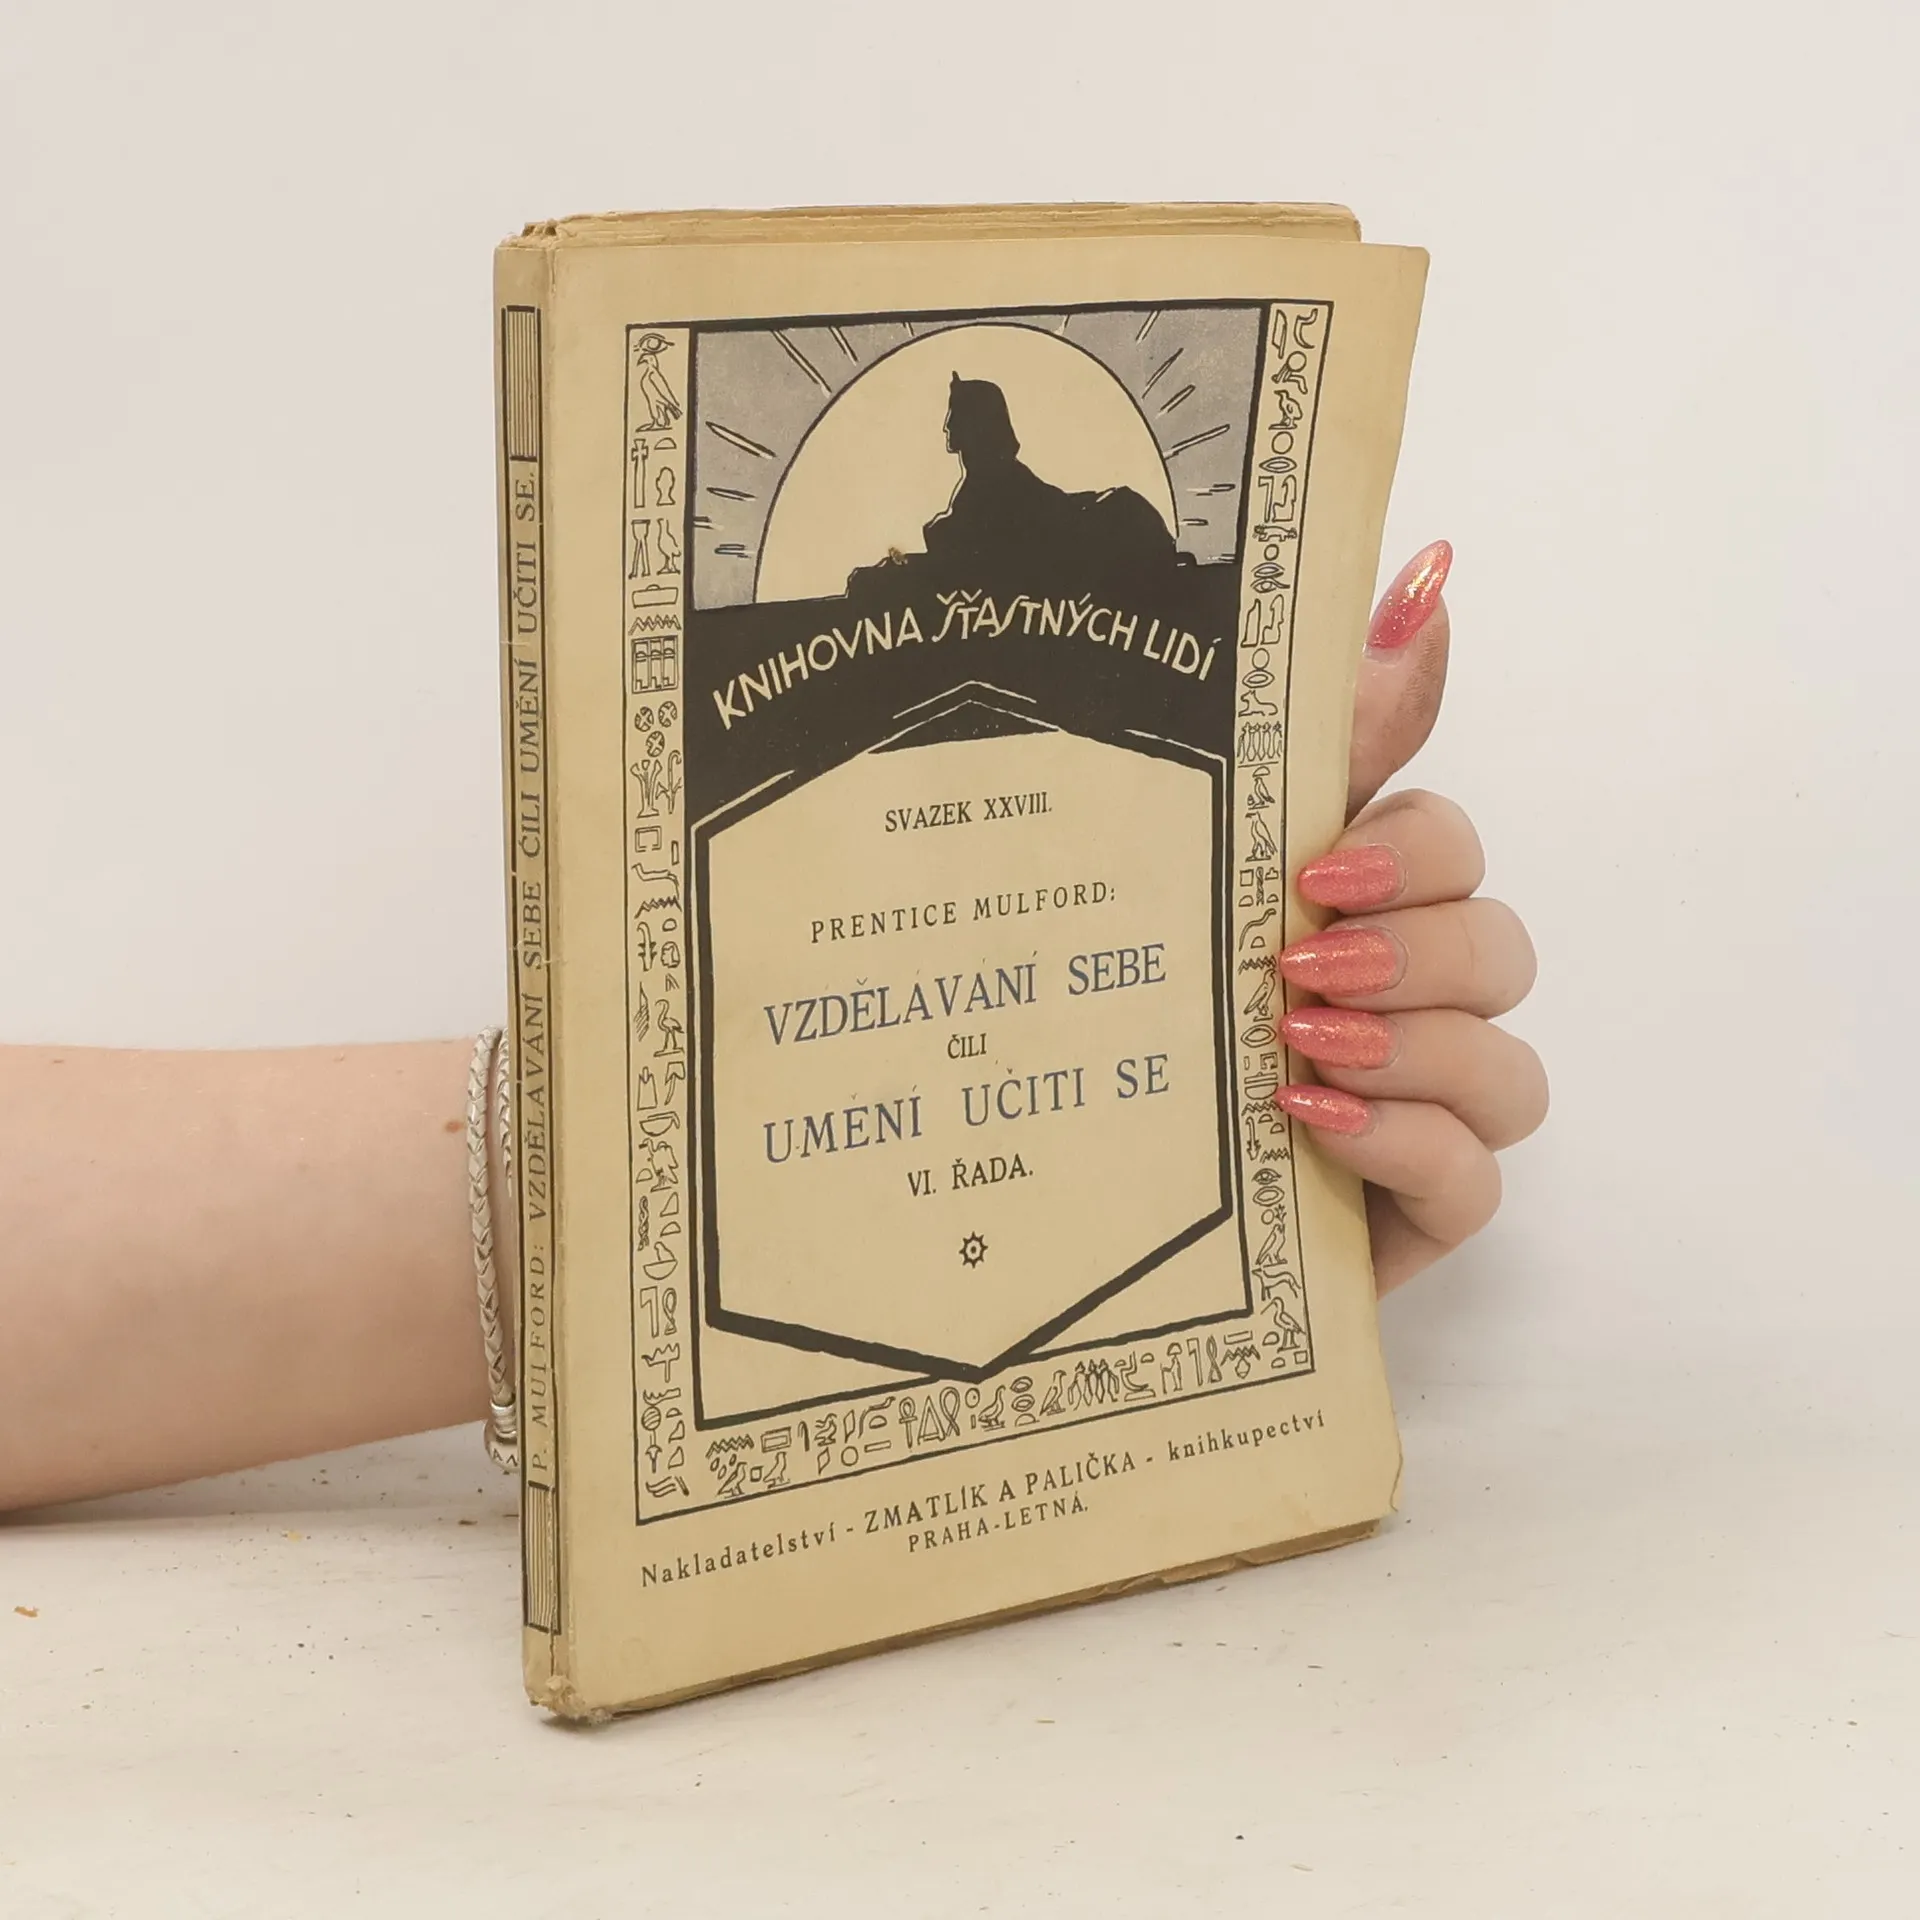 KNIHOVNA ŠŤASTNÝCH LIDÍ
SVAZEK XXVIII.
PRENTICE MULFORD:
VZDĚLÁVÁNÍ SEBE
ČILI
UMĚNÍ UČITI SE
VI. ŘADA.
Nakladatelství - ZMATLÍK A PALIČKA - knihkupectví
PRAHA-LETNÁ.
P. MULFORD: VZDĚLÁVÁNÍ SEBE ČILI UMĚNÍ UČITI SE.